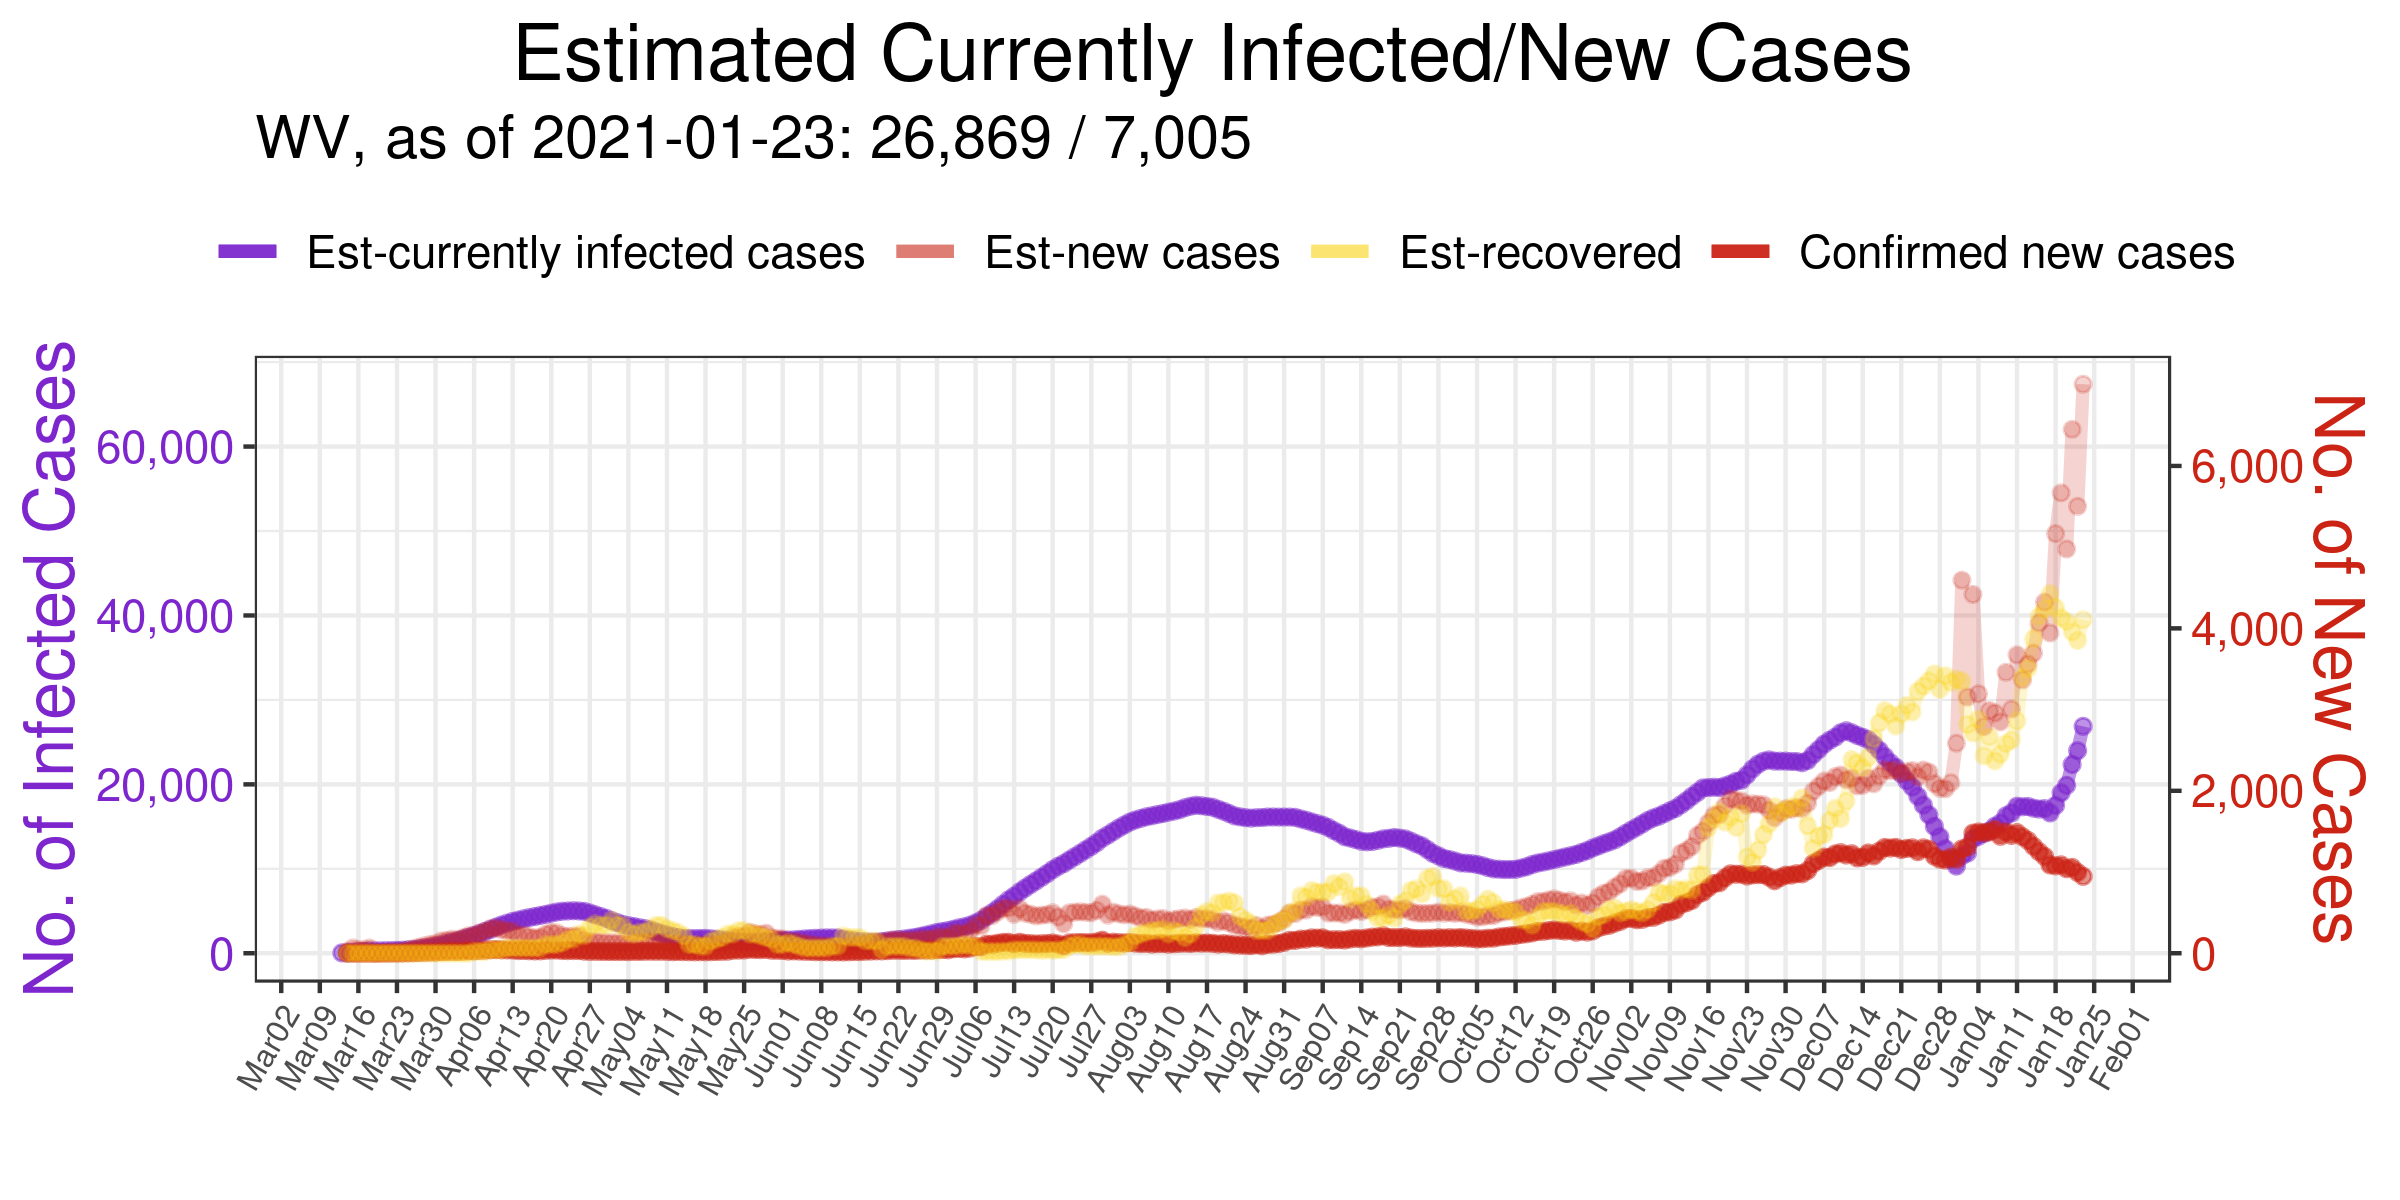 Estimated Currently Infected/New Cases
WV, as of 2021-01-23: 26,869 / 7,005
Est-currently infected cases Est-new cases Est-recovered Confirmed new cases
No. of Infected Cases
60,000
40,000
20,000
0
6,000
4,000
2,000
0
No. of New Cases
Mar02 Mar09 Mar16 Mar23 Mar30 Apr06 Apr13 Apr20 Apr27 May04 May11 May18 May25 Jun01 Jun08 Jun15 Jun22 Jun29 Jul06 Jul13 Jul20 Jul27 Aug03 Aug10 Aug17 Aug24 Aug31 Sep07 Sep14 Sep21 Sep28 Oct05 Oct12 Oct19 Oct26 Nov02 Nov09 Nov16 Nov23 Nov30 Dec07 Dec14 Dec21 Dec28 Jan04 Jan11 Jan18 Jan25 Feb01